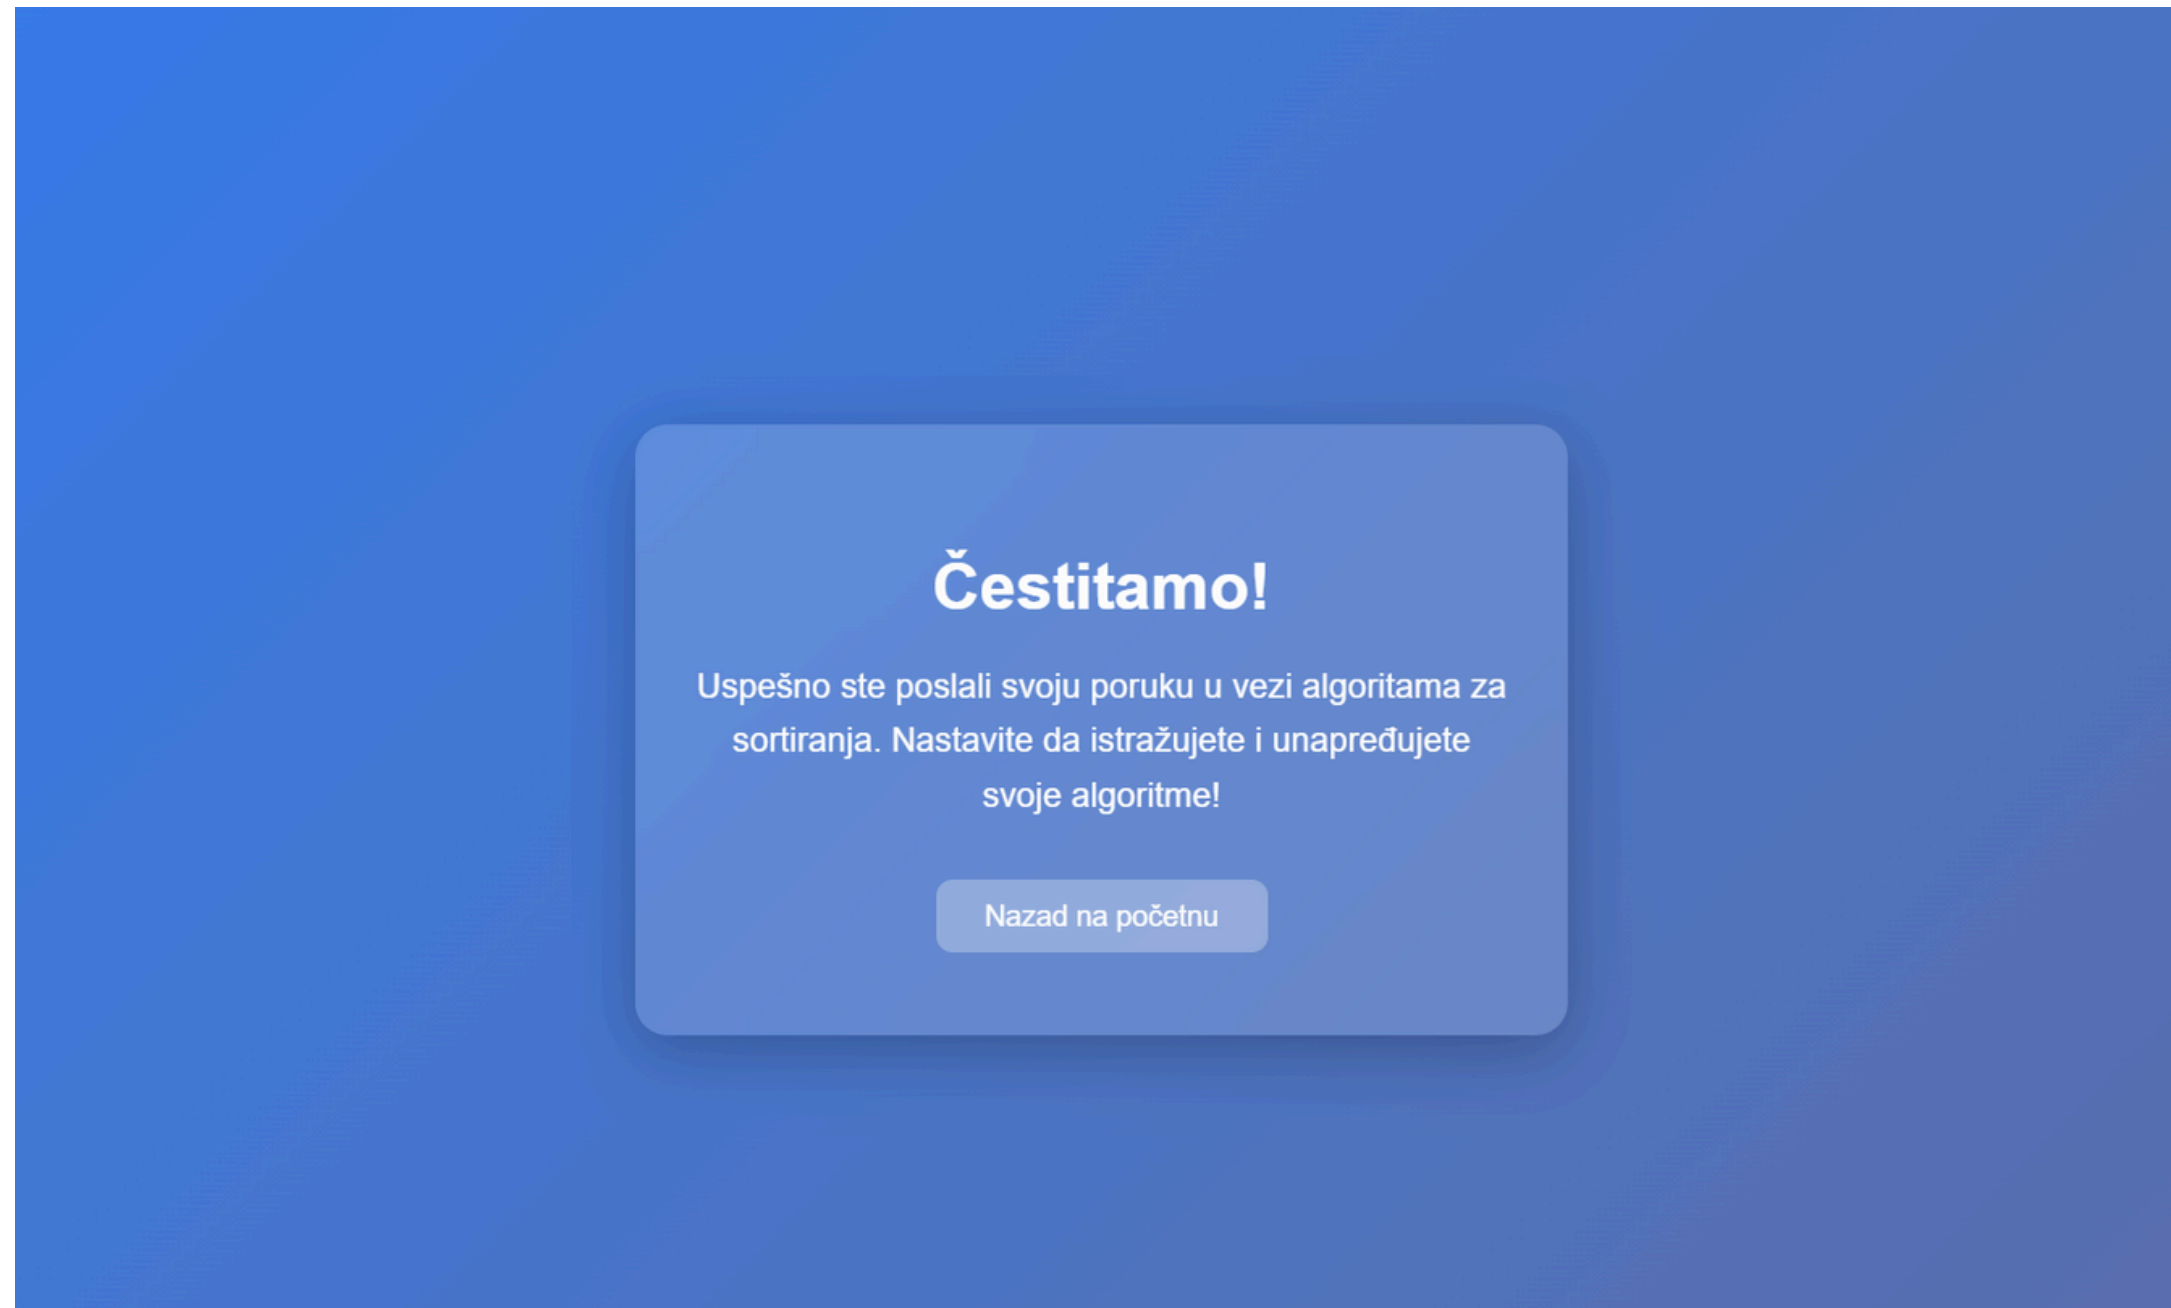 Čestitamo!
Uspešno ste poslali svoju poruku u vezi algoritama za
sortiranja. Nastavite da istražujete i unapređujete
svoje algoritme!
Nazad na početnu